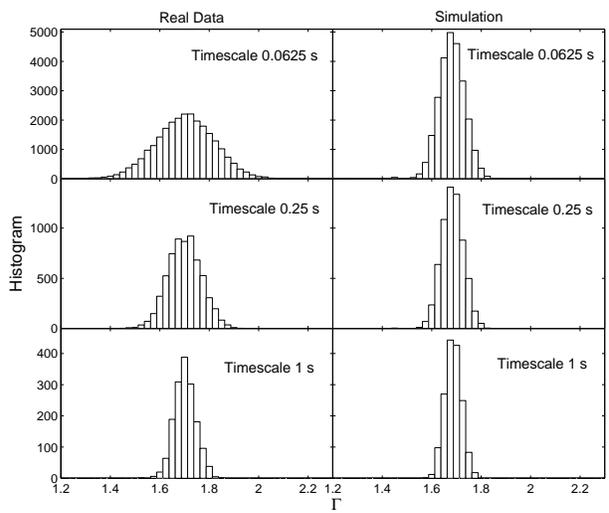 Real Data
Simulation
5000
4000
3000
2000
1000
0
Timescale 0.0625 s
Timescale 0.0625 s
1000
500
0
Timescale 0.25 s
Timescale 0.25 s
Histogram
400
300
200
100
0
Timescale 1 s
Timescale 1 s
1.2 1.4 1.6 1.8 2 2.2 1.2 1.4 1.6 1.8 2 2.2
Γ